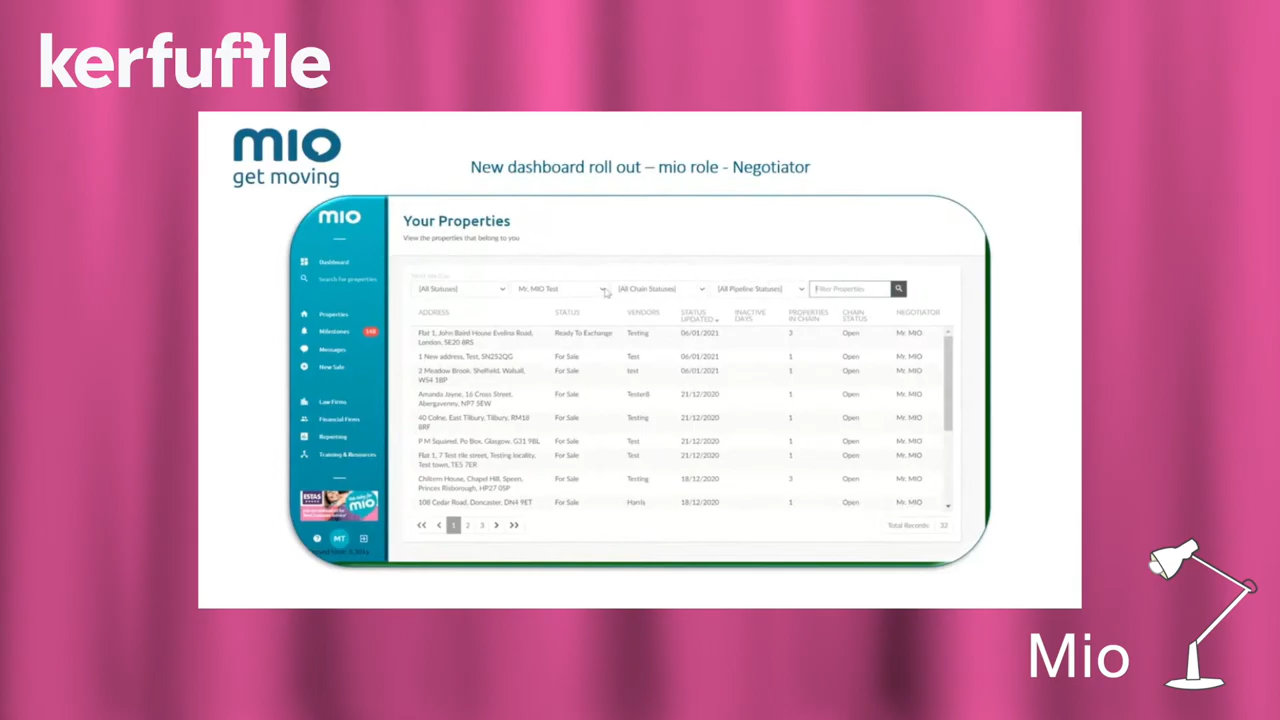 kerfuffle
mio
get moving
New dashboard roll out – mio role - Negotiator
MIO
Dashboard
Search for properties
Properties
Milestones 148
Messages
New Sale
Law Firms
Financial Firms
Reporting
Training & Resources
ESTAS
mio
MT
Your Properties
View the properties that belong to you
[All Statuses] Mr. MIO Test [All Chain Statuses] [All Pipeline Statuses] Filter Properties
ADDRESS STATUS VENDORS STATUS UPDATED INACTIVE DAYS PROPERTIES IN CHAIN CHAIN STATUS NEGOTIATOR
Flat 1, John Baird House Evelina Road, Ready To Exchange Testing 06/01/2021 3 Open Mr. MIO
London, SE20 8RS
1 New address, Test, SN252QG For Sale Test 06/01/2021 1 Open Mr. MIO
2 Meadow Brook, Sheffield, Walsall, For Sale test 06/01/2021 1 Open Mr. MIO
WS4 1BP
Amanda Jayne, 16 Cross Street, For Sale Tester8 21/12/2020 1 Open Mr. MIO
Abergavenny, NP7 5EW
40 Colne, East Tilbury, Tilbury, RM18 For Sale Testing 21/12/2020 1 Open Mr. MIO
8RF
P M Squared, Po Box, Glasgow, G31 9BL For Sale Test 21/12/2020 1 Open Mr. MIO
Flat 1, 7 Test tile street, Testing locality, For Sale Test 21/12/2020 1 Open Mr. MIO
Test town, TE5 7ER
Chiltern House, Chapel Hill, Speen, For Sale Testing 18/12/2020 3 Open Mr. MIO
Princes Risborough, HP27 0SP
108 Cedar Road, Doncaster, DN4 9ET For Sale Harris 18/12/2020 1 Open Mr. MIO
1 2 3 Total Records: 32
Mio